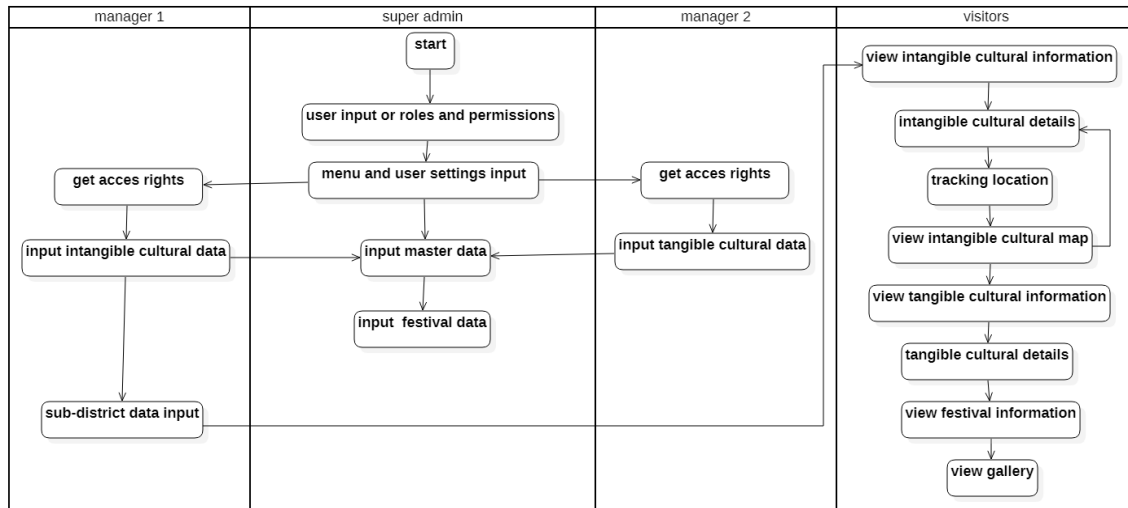 manager 1
super admin
manager 2
visitors
start
user input or roles and permissions
menu and user settings input
get acces rights
get acces rights
input intangible cultural data
input master data
input tangible cultural data
input  festival data
sub-district data input
view intangible cultural information
intangible cultural details
tracking location
view intangible cultural map
view tangible cultural information
tangible cultural details
view festival information
view gallery